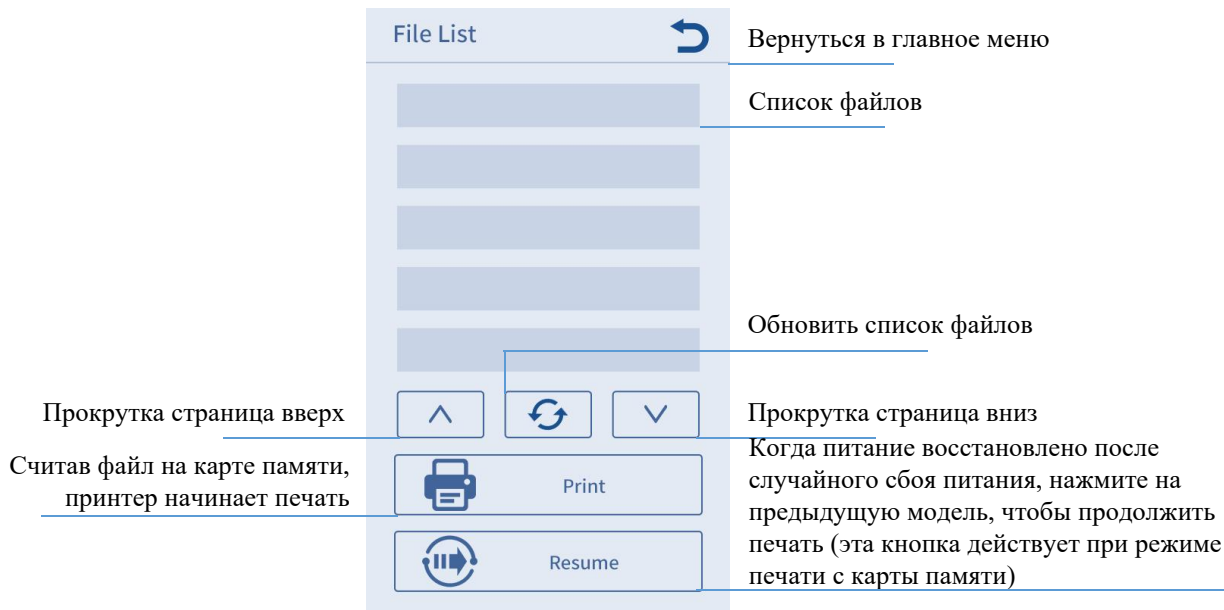 File List
Вернуться в главное меню
Список файлов
Обновить список файлов
Прокрутка страница вверх
Прокрутка страница вниз
Считав файл на карте памяти,
принтер начинает печать
Print
Resume
Когда питание восстановлено после
случайного сбоя питания, нажмите на
предыдущую модель, чтобы продолжить
печать (эта кнопка действует при режиме
печати с карты памяти)